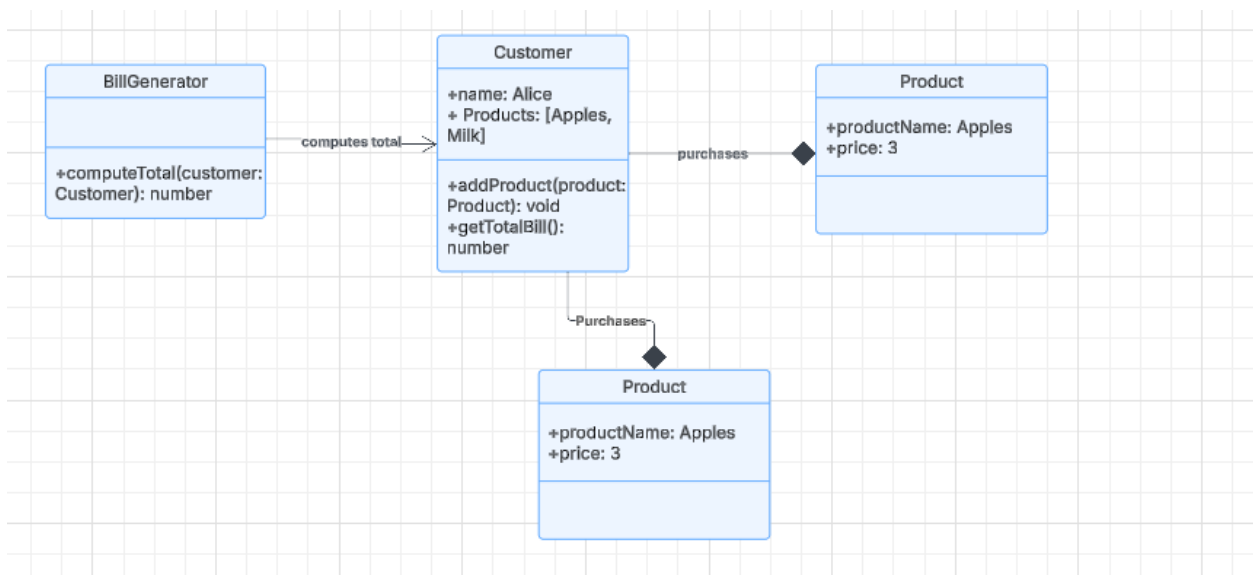 BillGenerator
+computeTotal(customer:
Customer): number
computes total
Customer
+name: Alice
+ Products: [Apples,
Milk]
+addProduct(product:
Product): void
+getTotalBill():
number
purchases
Product
+productName: Apples
+price: 3
Purchases
Product
+productName: Apples
+price: 3